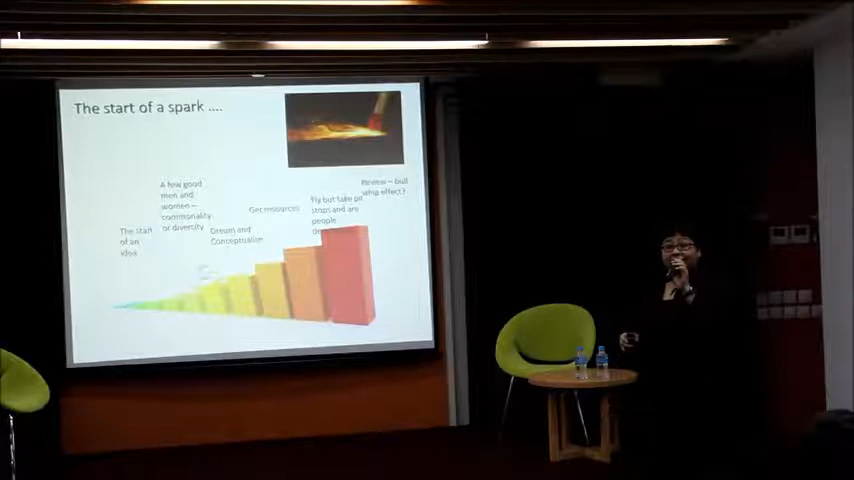 The start of a spark ....
The start
of an
idea
A few good
men and
women –
commonality
or diversity
Dream and
Conceptualise
Get resources
Try but take pit
stops and are
people
Review – bull
whip effect?